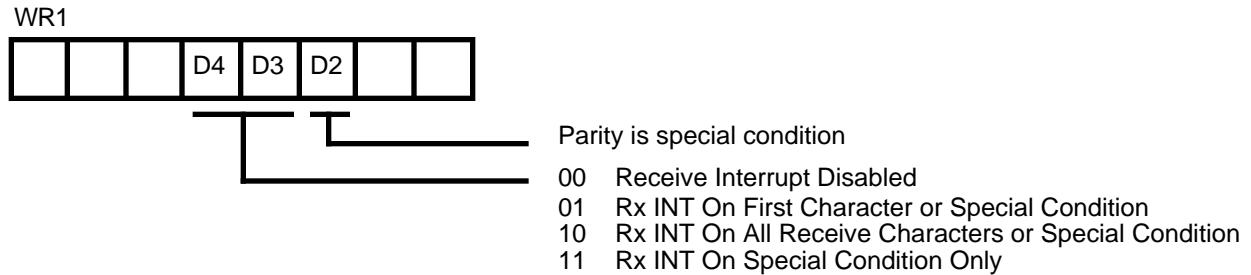 WR1
D4 D3 D2
Parity is special condition
00 Receive Interrupt Disabled
01 Rx INT On First Character or Special Condition
10 Rx INT On All Receive Characters or Special Condition
11 Rx INT On Special Condition Only